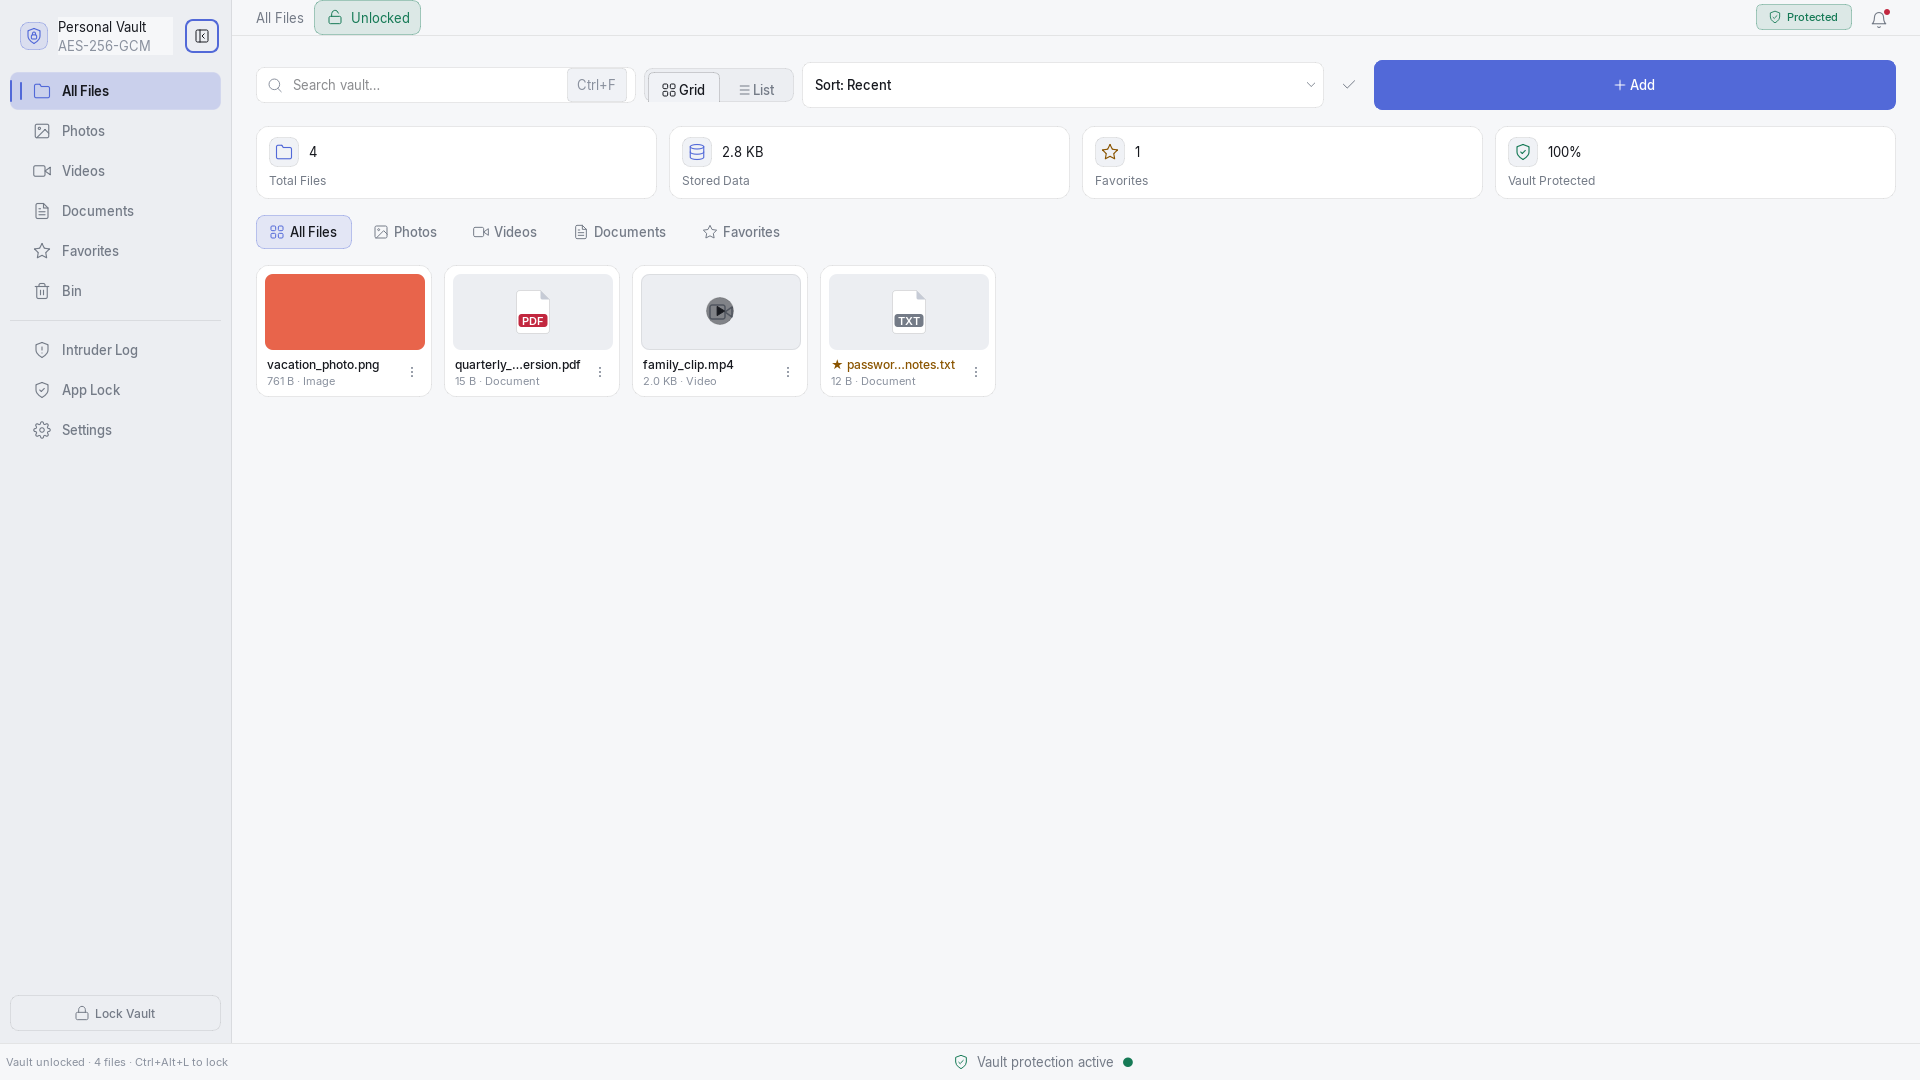 Personal Vault
AES-256-GCM
All Files
Photos
Videos
Documents
Favorites
Bin
Intruder Log
App Lock
Settings
Lock Vault
All Files
Unlocked
Protected
Search vault...
Ctrl+F
Grid
List
Sort: Recent
Add
4
Total Files
2.8 KB
Stored Data
1
Favorites
100%
Vault Protected
All Files
Photos
Videos
Documents
Favorites
vacation_photo.png
761 B · Image
PDF
quarterly_...ersion.pdf
15 B · Document
family_clip.mp4
2.0 KB · Video
TXT
★ passwor...notes.txt
12 B · Document
Vault unlocked · 4 files · Ctrl+Alt+L to lock
Vault protection active